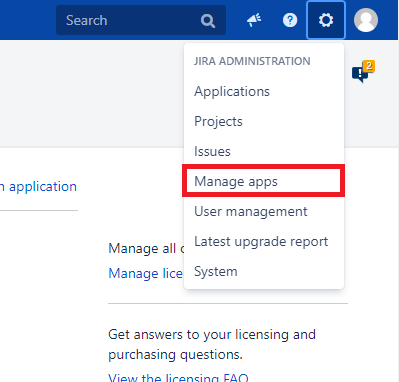 Search
?
JIRA ADMINISTRATION
2
Applications
Projects
Issues
Manage apps
n application
User management
Latest upgrade report
Manage all
System
Manage lice
Get answers to your licensing and
purchasing questions.
View the licensing FAQ